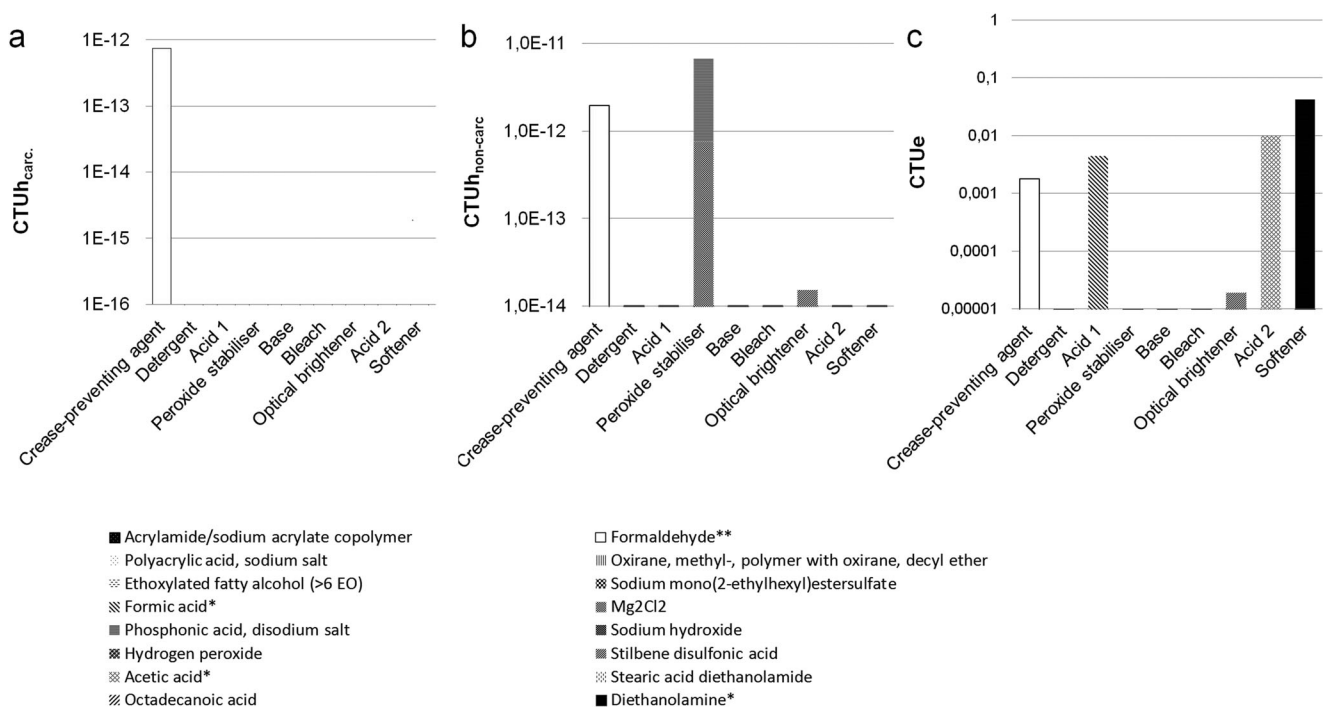 a
1E-12
1E-13
1E-14
1E-15
1E-16
CTUhcarc.
Crease-preventing agent
Detergent
Acid 1
Peroxide stabiliser
Base
Bleach
Optical brightener
Acid 2
Softener
b
1,0E-11
1,0E-12
1,0E-13
1,0E-14
CTUhnon-carc
Crease-preventing agent
Detergent
Acid 1
Peroxide stabiliser
Base
Bleach
Optical brightener
Acid 2
Softener
c
1
0,1
0,01
0,001
0,0001
0,00001
CTUe
Crease-preventing agent
Detergent
Acid 1
Peroxide stabiliser
Base
Bleach
Optical brightener
Acid 2
Softener
Acrylamide/sodium acrylate copolymer
Polyacrylic acid, sodium salt
Ethoxylated fatty alcohol (>6 EO)
Formic acid*
Phosphonic acid, disodium salt
Hydrogen peroxide
Acetic acid*
Octadecanoic acid
Formaldehyde**
Oxirane, methyl-, polymer with oxirane, decyl ether
Sodium mono(2-ethylhexyl)estersulfate
Mg2Cl2
Sodium hydroxide
Stilbene disulfonic acid
Stearic acid diethanolamide
Diethanolamine*